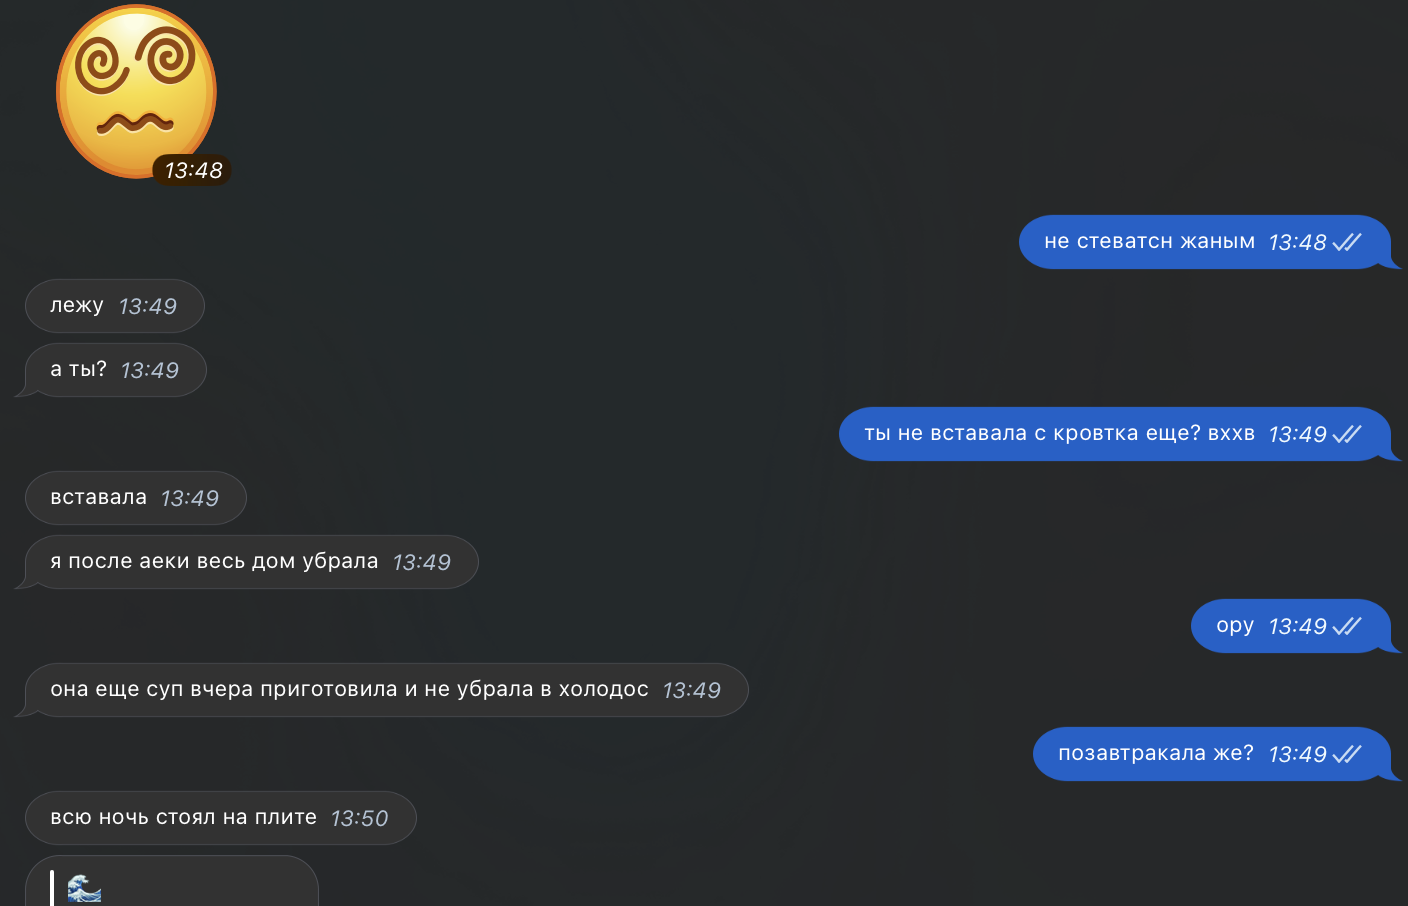 13:48
не стеватсн жаным 13:48
лежу 13:49
а ты? 13:49
ты не вставала с кровтка еще? вххв 13:49
вставала 13:49
я после аеки весь дом убрала 13:49
ору 13:49
она еще суп вчера приготовила и не убрала в холодос 13:49
позавтракала же? 13:49
всю ночь стоял на плите 13:50